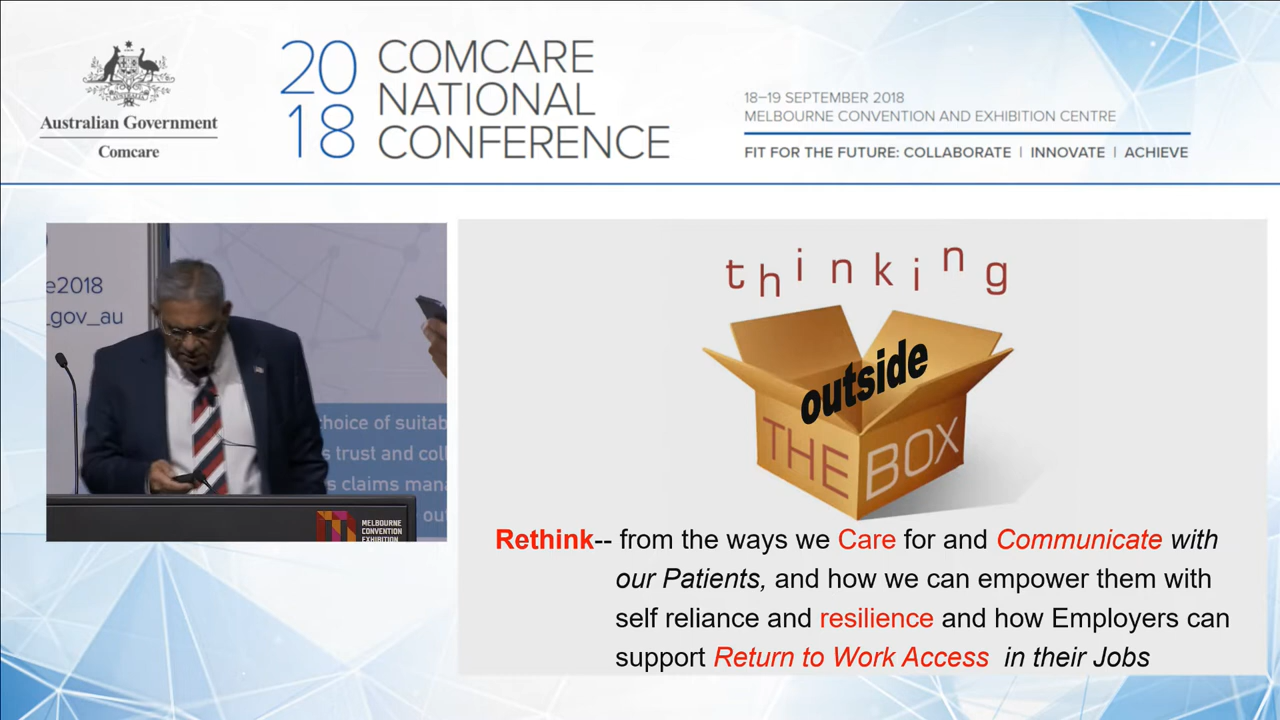 Australian Government
Comcare
20
18
COMCARE
NATIONAL
CONFERENCE
18–19 SEPTEMBER 2018
MELBOURNE CONVENTION AND EXHIBITION CENTRE
FIT FOR THE FUTURE: COLLABORATE | INNOVATE | ACHIEVE
e2018
_gov_au
choice of suitab
s trust and coll
s claims mana
ou
MELBOURNE
CONVENTION
EXHIBITION
thinking
outside
THE BOX
Rethink-- from the ways we Care for and Communicate with
our Patients, and how we can empower them with
self reliance and resilience and how Employers can
support Return to Work Access in their Jobs